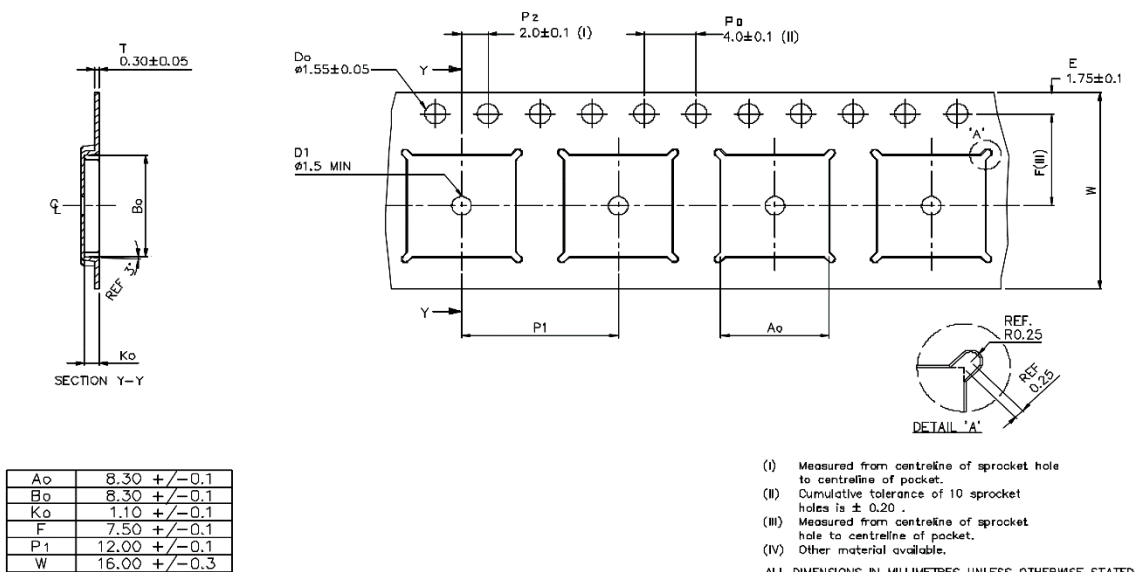 P2
2.0±0.1 (I)
Po
4.0±0.1 (II)
T
0.30±0.05
Do
ø1.55±0.05
Y
E
1.75±0.1
'A'
D1
ø1.5 MIN
F(III)
W
Bo
REF 3°
Ko
SECTION Y-Y
Y
P1
Ao
REF.
R0.25
REF
0.25
DETAIL 'A'
Ao 8.30 +/-0.1
Bo 8.30 +/-0.1
Ko 1.10 +/-0.1
F 7.50 +/-0.1
P1 12.00 +/-0.1
W 16.00 +/-0.3
(I) Measured from centreline of sprocket hole
to centreline of pocket.
(II) Cumulative tolerance of 10 sprocket
holes is ± 0.20 .
(III) Measured from centreline of sprocket
hole to centreline of pocket.
(IV) Other material available.
ALL DIMENSIONS IN MILLIMETRES UNLESS OTHERWISE STATED